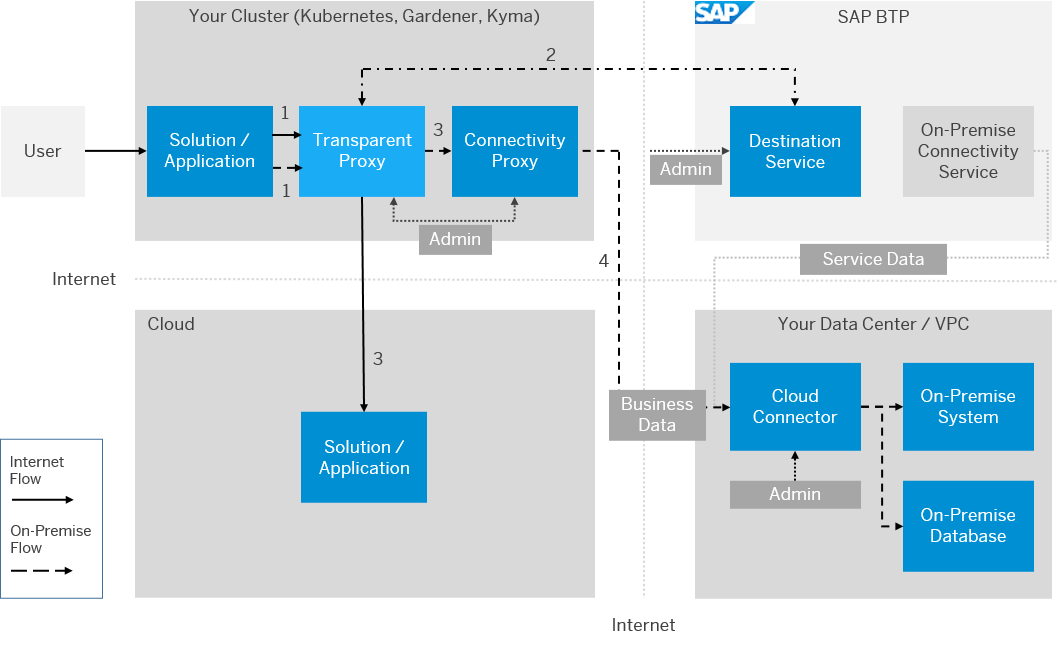 Your Cluster (Kubernetes, Gardener, Kyma)
SAP
SAP BTP
2
User
Solution /
Application
1
1
Transparent
Proxy
3
Connectivity
Proxy
Admin
Admin
Destination
Service
On-Premise
Connectivity
Service
4
Service Data
Internet
Cloud
3
Solution /
Application
Your Data Center / VPC
Business
Data
Cloud
Connector
On-Premise
System
Admin
On-Premise
Database
Internet
Flow
On-Premise
Flow
Internet